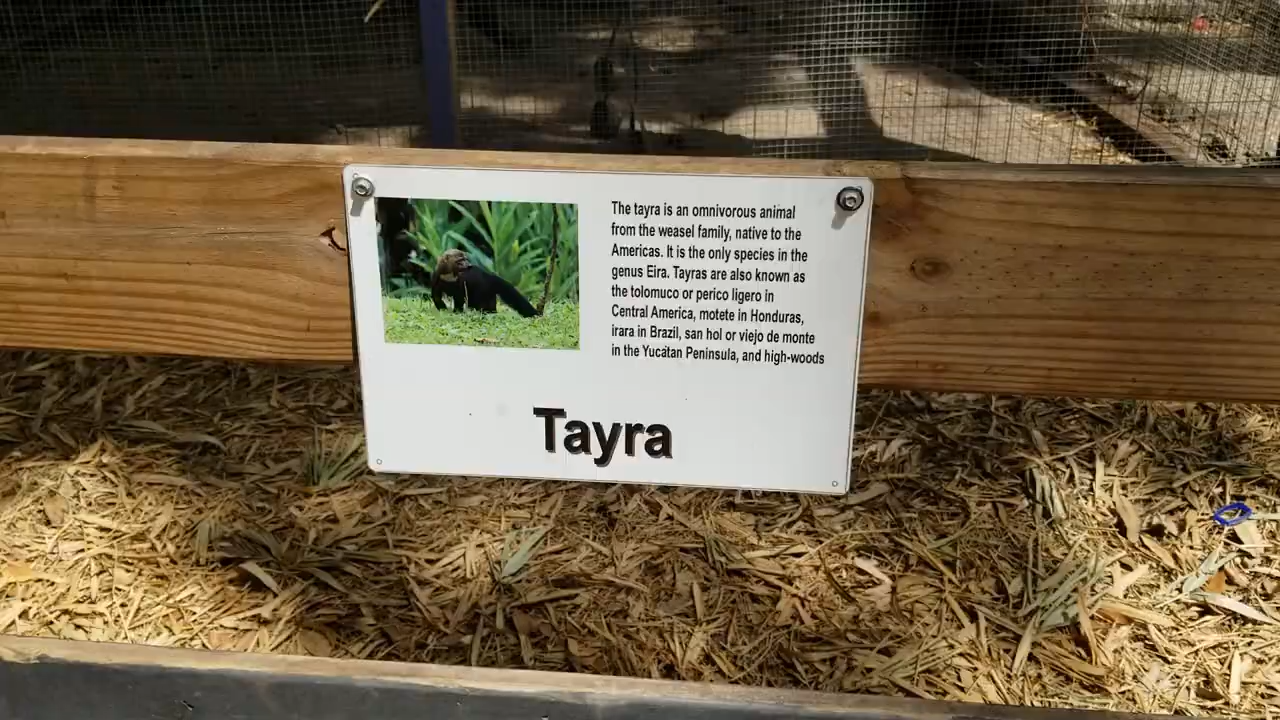 The tayra is an omnivorous animal
from the weasel family, native to the
Americas. It is the only species in the
genus Eira. Tayras are also known as
the tolomuco or perico ligero in
Central America, motete in Honduras,
irara in Brazil, san hol or viejo de monte
in the Yucatan Peninsula, and high-woods
Tayra